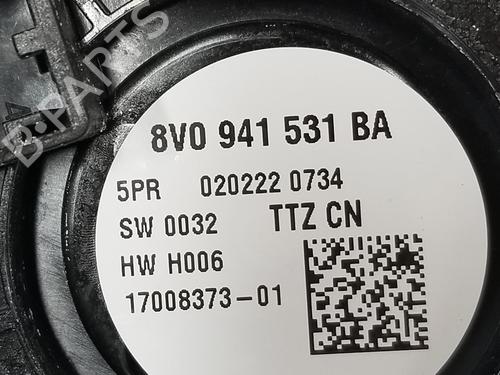 B-PARTS
8V0 941 531 BA
5PR 020222 0734
SW 0032 TTZ CN
HW H006
17008373-01